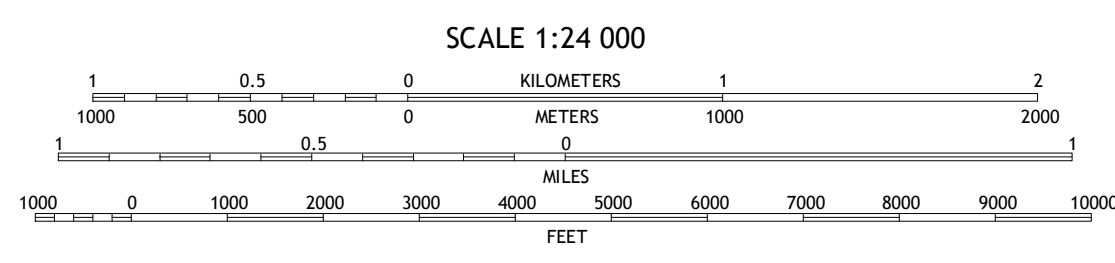 SCALE 1:24 000
1 0.5 0 KILOMETERS 1 2
1000 500 0 METERS 1000 2000
1 0.5 0 1
MILES
1000 0 1000 2000 3000 4000 5000 6000 7000 8000 9000 10000
FEET